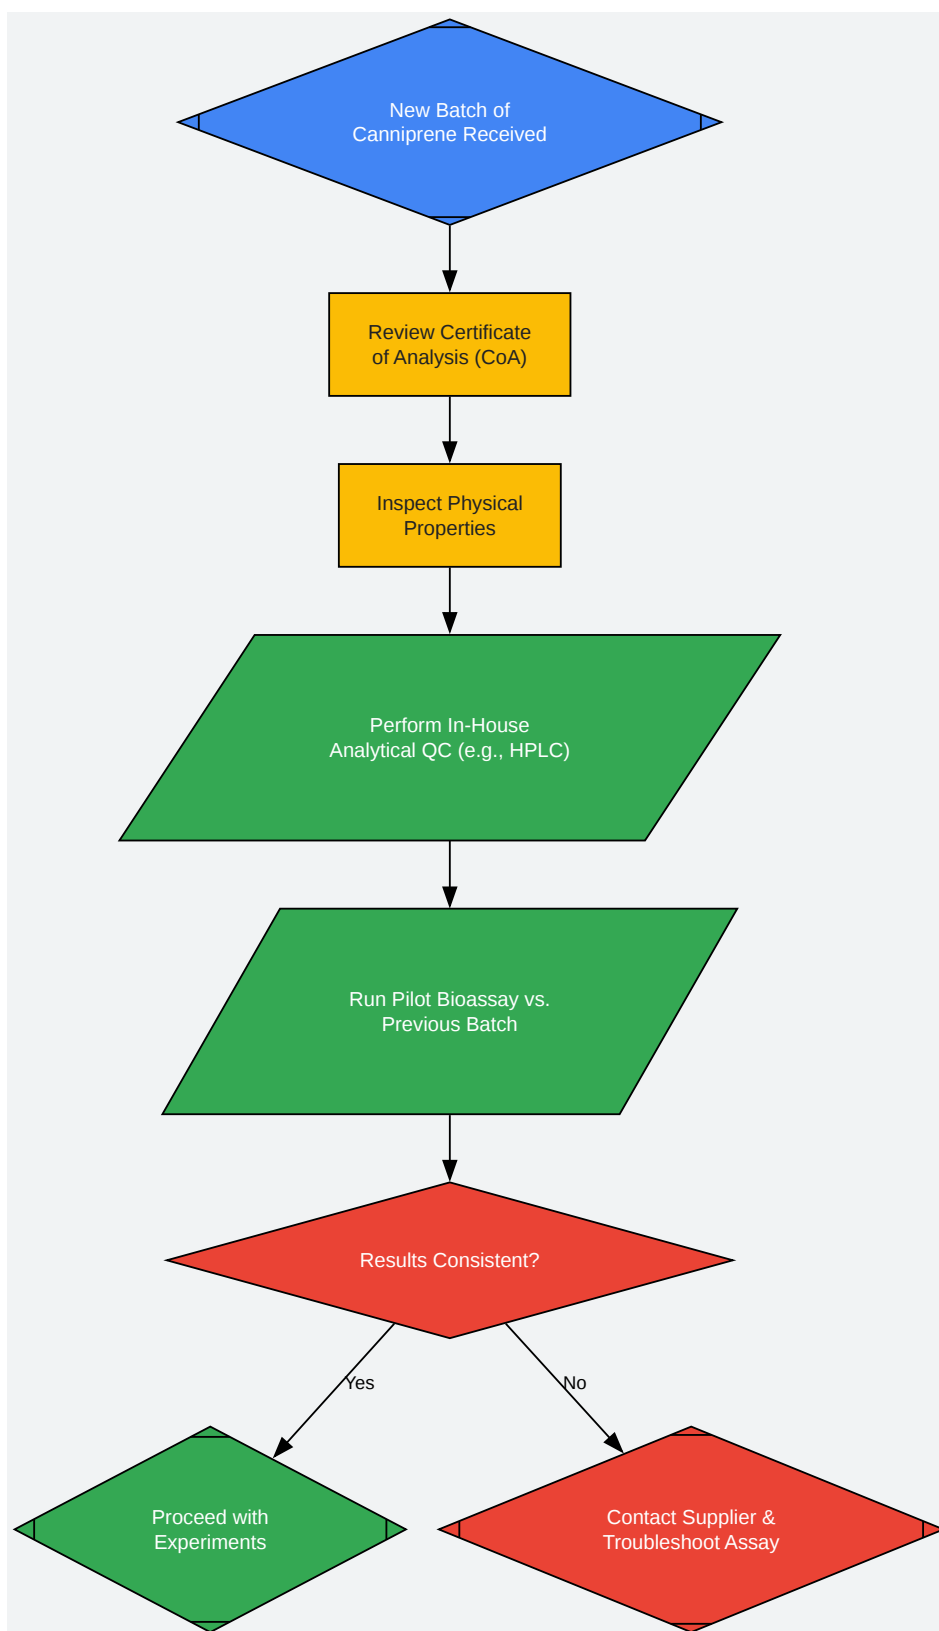 New Batch of
Canniprene Received
Review Certificate
of Analysis (CoA)
Inspect Physical
Properties
Perform In-House
Analytical QC (e.g., HPLC)
Run Pilot Bioassay vs.
Previous Batch
Results Consistent?
Yes
No
Proceed with
Experiments
Contact Supplier &
Troubleshoot Assay